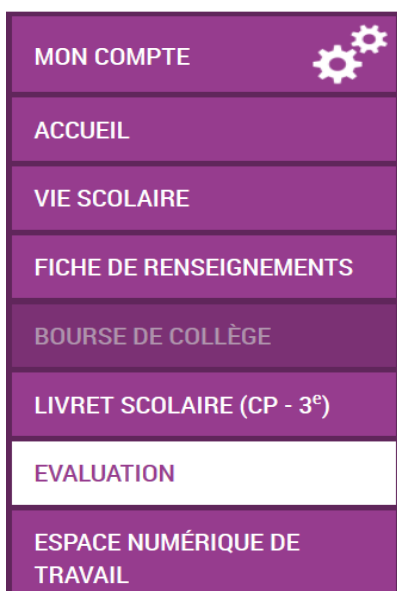 MON COMPTE
ACCUEIL
VIE SCOLAIRE
FICHE DE RENSEIGNEMENTS
BOURSE DE COLLÈGE
LIVRET SCOLAIRE (CP - 3ᵉ)
EVALUATION
ESPACE NUMÉRIQUE DE
TRAVAIL